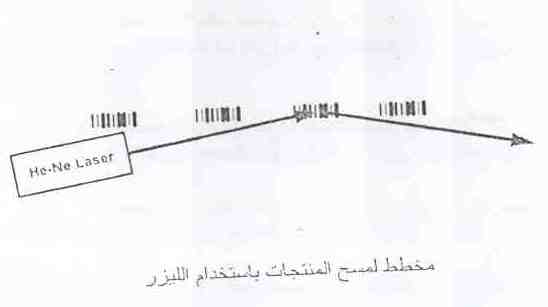 He-Ne Laser
مخطط لمسح المنتجات باستخدام الليزر